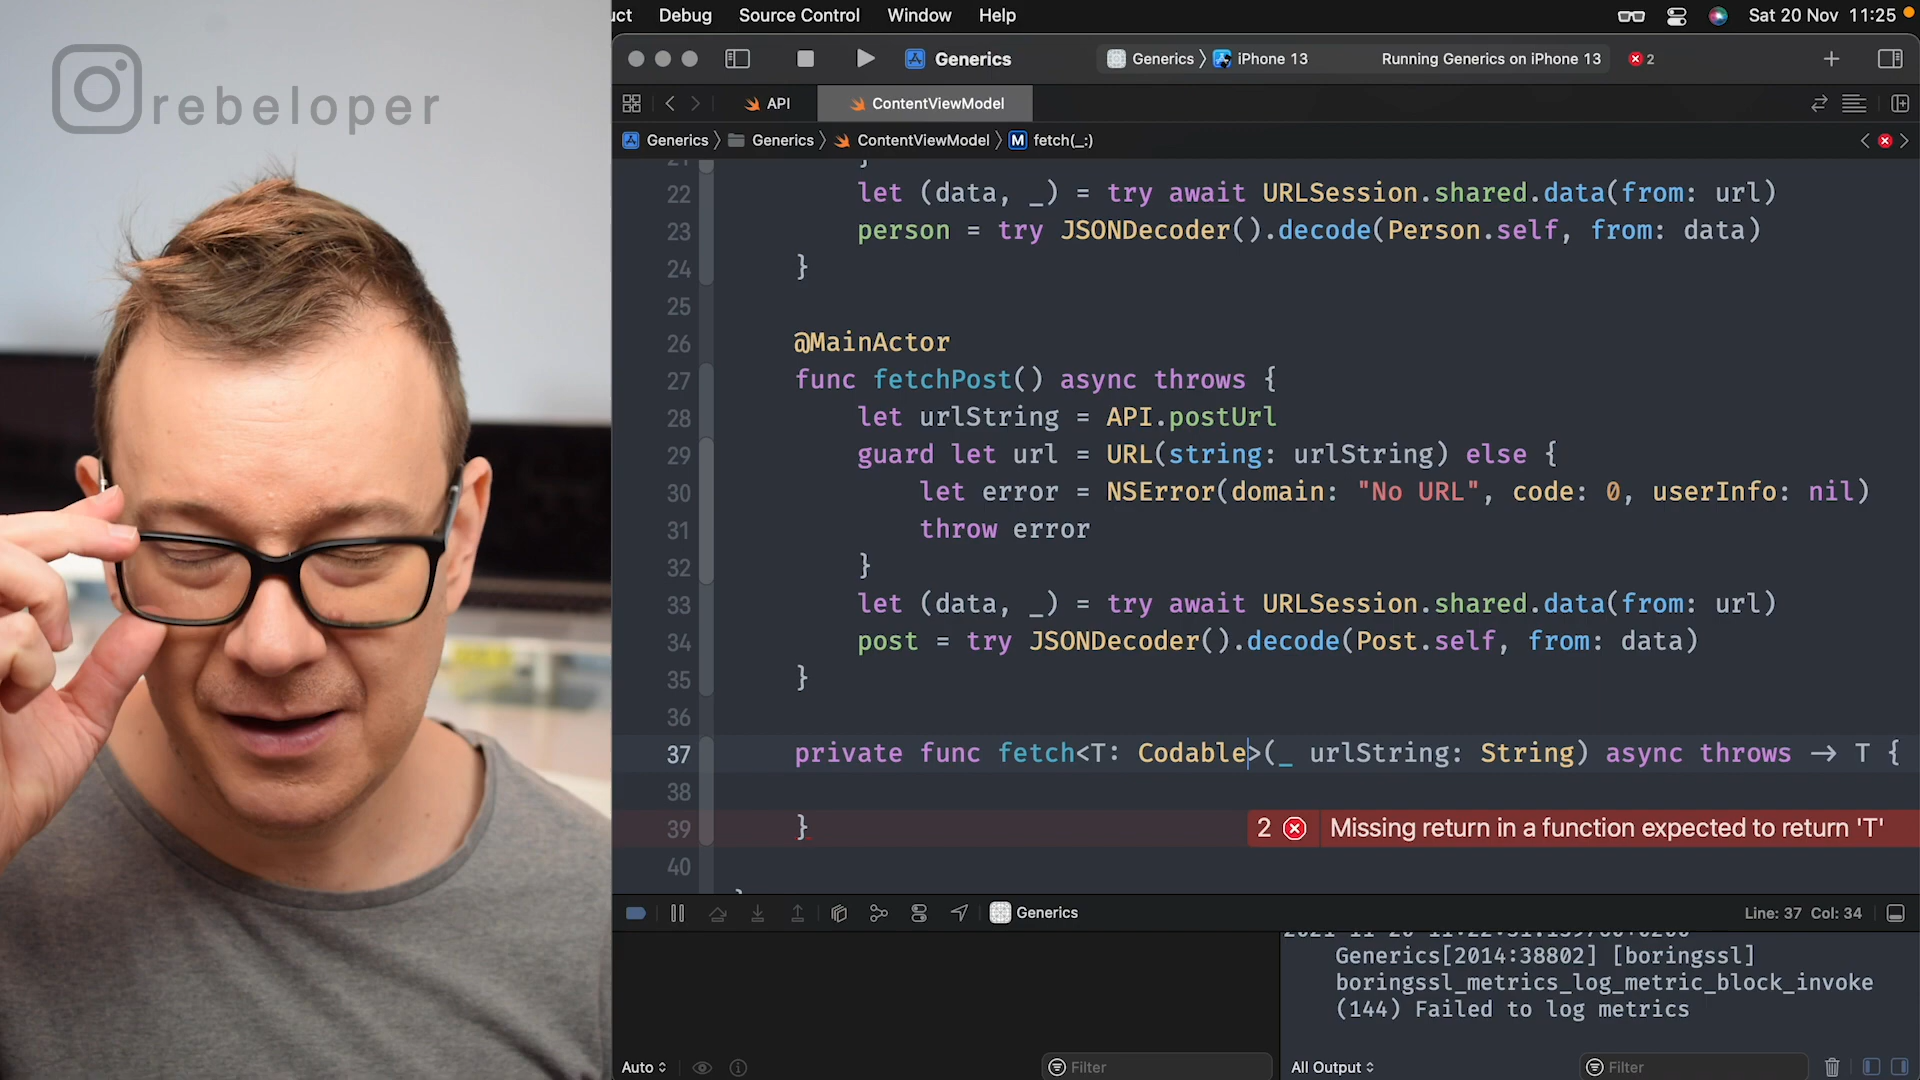 rebeloper
Debug Source Control Window Help Sat 20 Nov 11:25
Generics Generics iPhone 13 Running Generics on iPhone 13 2
API ContentViewModel
Generics Generics ContentViewModel M fetch(_:)
22 let (data, _) = try await URLSession.shared.data(from: url)
23 person = try JSONDecoder().decode(Person.self, from: data)
24 }
25
26 @MainActor
27 func fetchPost() async throws {
28 let urlString = API.postUrl
29 guard let url = URL(string: urlString) else {
30 let error = NSError(domain: "No URL", code: 0, userInfo: nil)
31 throw error
32 }
33 let (data, _) = try await URLSession.shared.data(from: url)
34 post = try JSONDecoder().decode(Post.self, from: data)
35 }
36
37 private func fetch<T: Codable>(_ urlString: String) async throws -> T {
38
39 } 2 Missing return in a function expected to return 'T'
40
Generics Line: 37 Col: 34
Generics[2014:38802] [boringssl]
boringssl_metrics_log_metric_block_invoke
(144) Failed to log metrics
Auto Filter All Output Filter